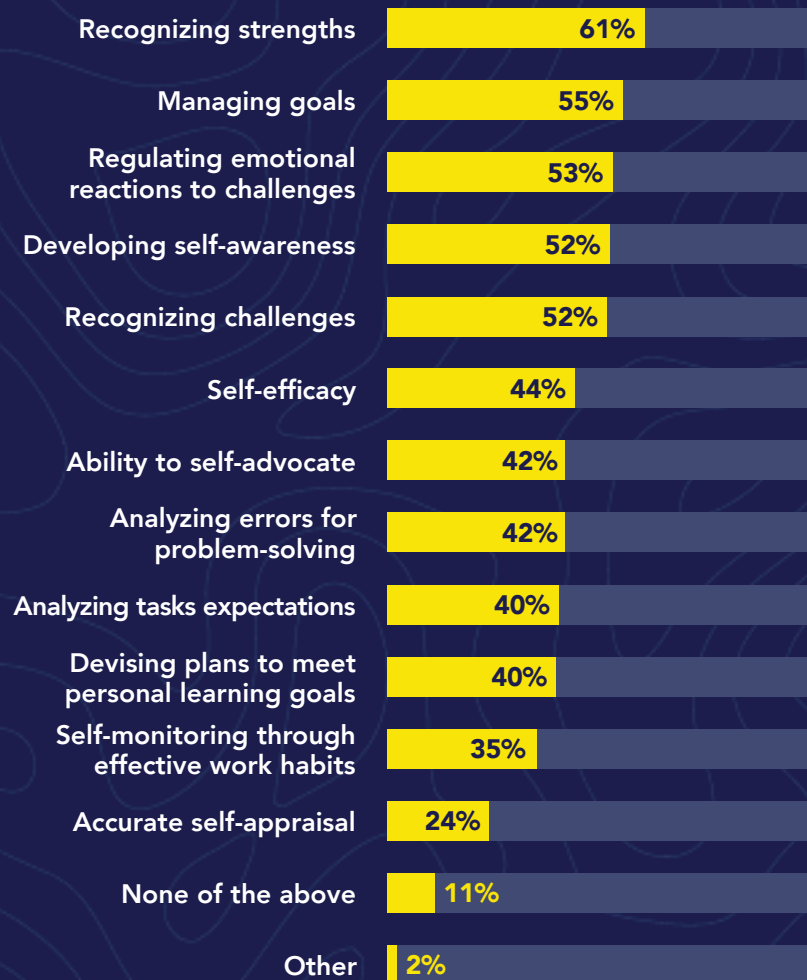 Recognizing strengths 61%
Managing goals 55%
Regulating emotional
reactions to challenges 53%
Developing self-awareness 52%
Recognizing challenges 52%
Self-efficacy 44%
Ability to self-advocate 42%
Analyzing errors for
problem-solving 42%
Analyzing tasks expectations 40%
Devising plans to meet
personal learning goals 40%
Self-monitoring through
effective work habits 35%
Accurate self-appraisal 24%
None of the above 11%
Other 2%